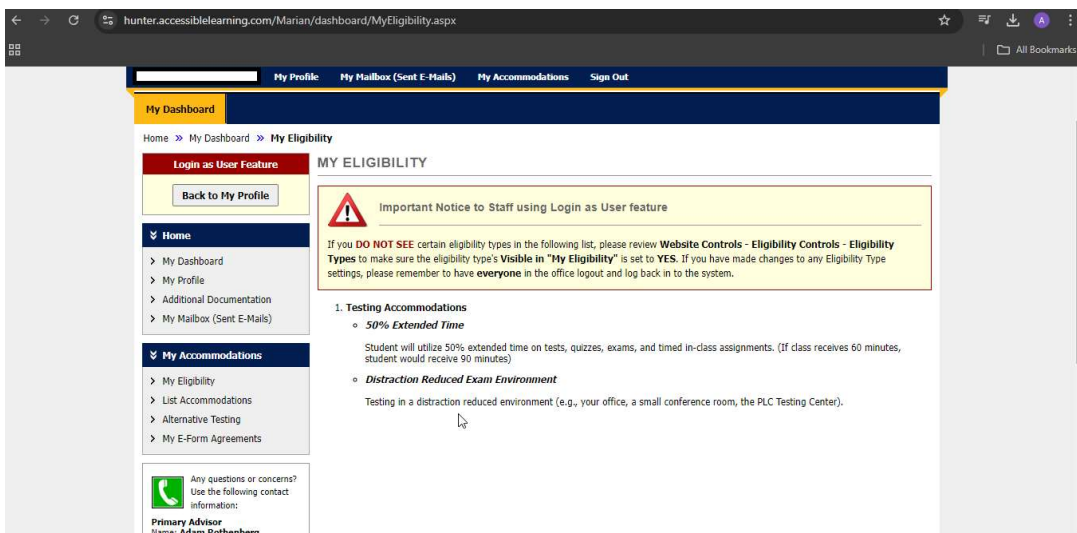 hunter.accessiblelearning.com/Marian/dashboard/MyEligibility.aspx
A
All Bookmarks
My Profile My Mailbox (Sent E-Mails) My Accommodations Sign Out
My Dashboard
Home » My Dashboard » My Eligibility
Login as User Feature
Back to My Profile
Home
My Dashboard
My Profile
Additional Documentation
My Mailbox (Sent E-Mails)
My Accommodations
My Eligibility
List Accommodations
Alternative Testing
My E-Form Agreements
Any questions or concerns?
Use the following contact
information:
Primary Advisor
Name: Adam Rothenberg
MY ELIGIBILITY
Important Notice to Staff using Login as User feature
If you DO NOT SEE certain eligibility types in the following list, please review Website Controls - Eligibility Controls - Eligibility
Types to make sure the eligibility type's Visible in "My Eligibility" is set to YES. If you have made changes to any Eligibility Type
settings, please remember to have everyone in the office logout and log back in to the system.
1. Testing Accommodations
50% Extended Time
Student will utilize 50% extended time on tests, quizzes, exams, and timed in-class assignments. (If class receives 60 minutes,
student would receive 90 minutes)
Distraction Reduced Exam Environment
Testing in a distraction reduced environment (e.g., your office, a small conference room, the PLC Testing Center).